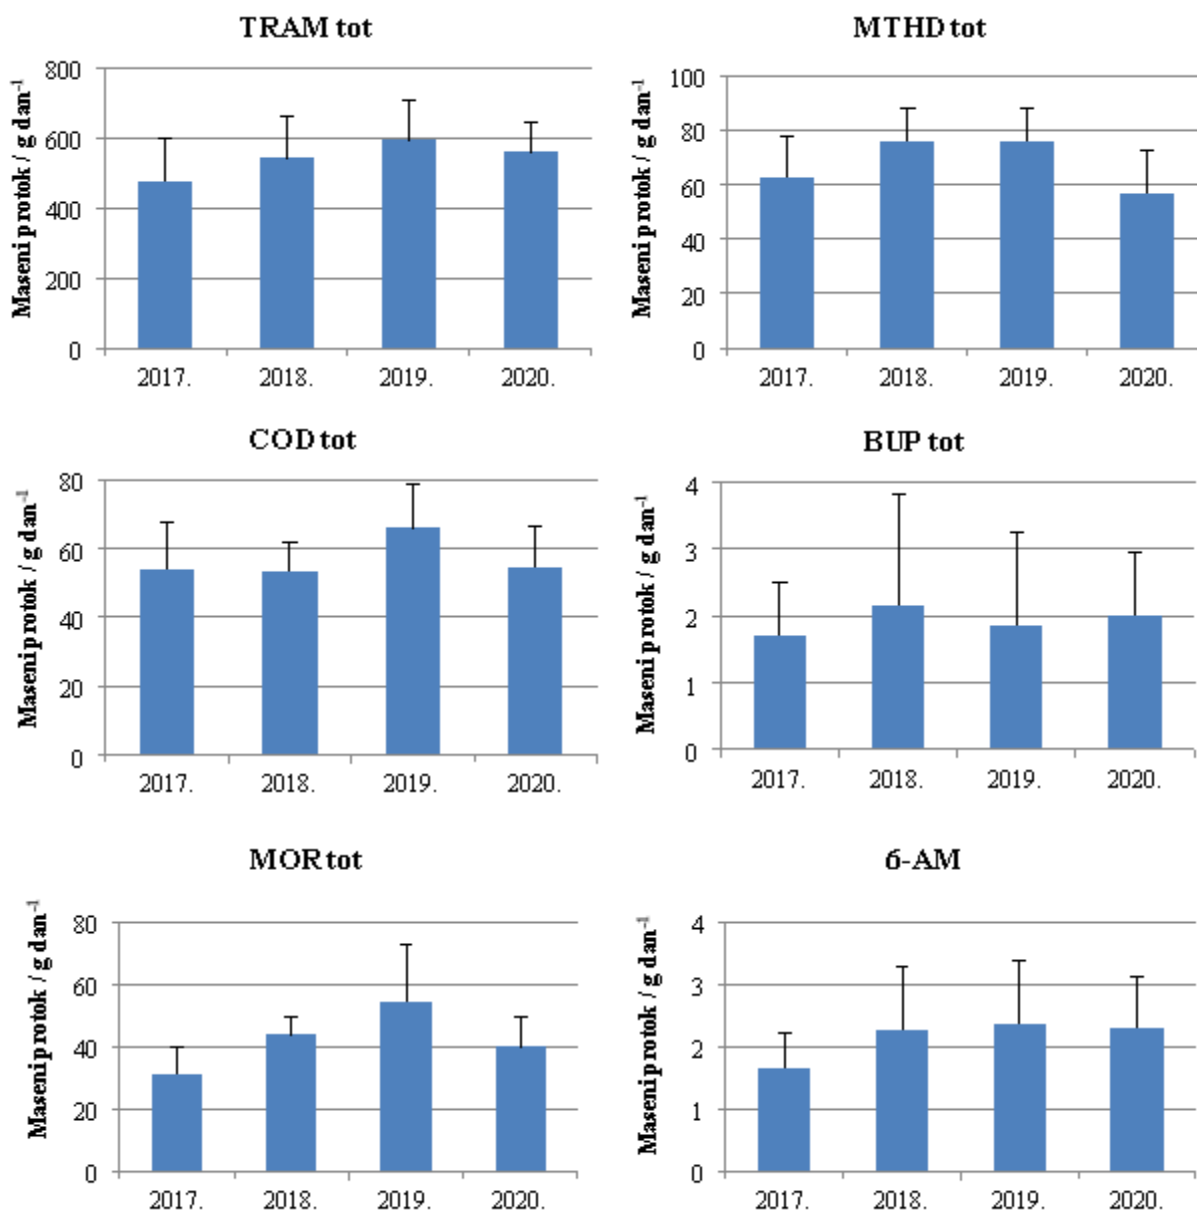 TRAM tot
Maseni protok / g dan⁻¹
800
600
400
200
0
2017. 2018. 2019. 2020.
MTHD tot
Maseni protok / g dan⁻¹
100
80
60
40
20
0
2017. 2018. 2019. 2020.
COD tot
Maseni protok / g dan⁻¹
80
60
40
20
0
2017. 2018. 2019. 2020.
BUP tot
Maseni protok / g dan⁻¹
4
3
2
1
0
2017. 2018. 2019. 2020.
MOR tot
Maseni protok / g dan⁻¹
80
60
40
20
0
2017. 2018. 2019. 2020.
6-AM
Maseni protok / g dan⁻¹
4
3
2
1
0
2017. 2018. 2019. 2020.